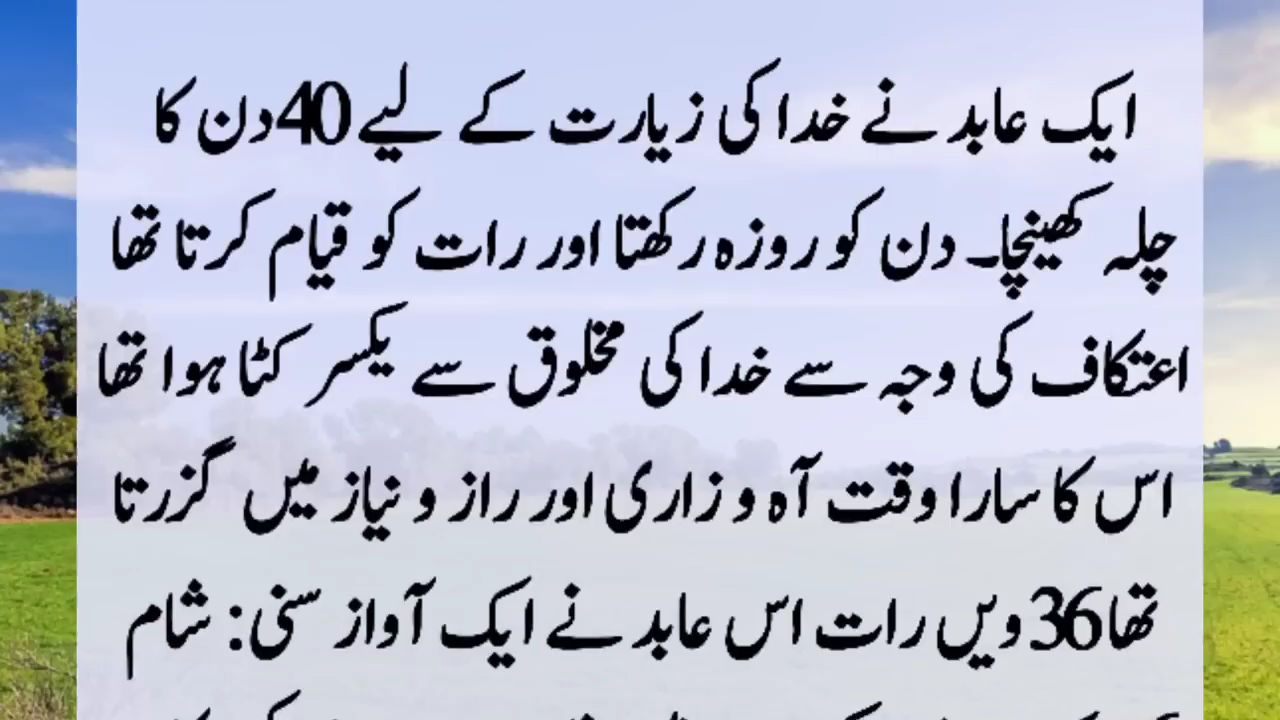 ایک عابد نے خدا کی زیارت کے لیے 40 دن کا
چلہ کھینچا۔ دن کو روزہ رکھتا اور رات کو قیام کرتا تھا
اعتکاف کی وجہ سے خدا کی مخلوق سے یکسر کٹا ہوا تھا
اس کا سارا وقت آہ و زاری اور راز و نیاز میں گزرتا
تھا 36 ویں رات اس عابد نے ایک آواز سنی: شام